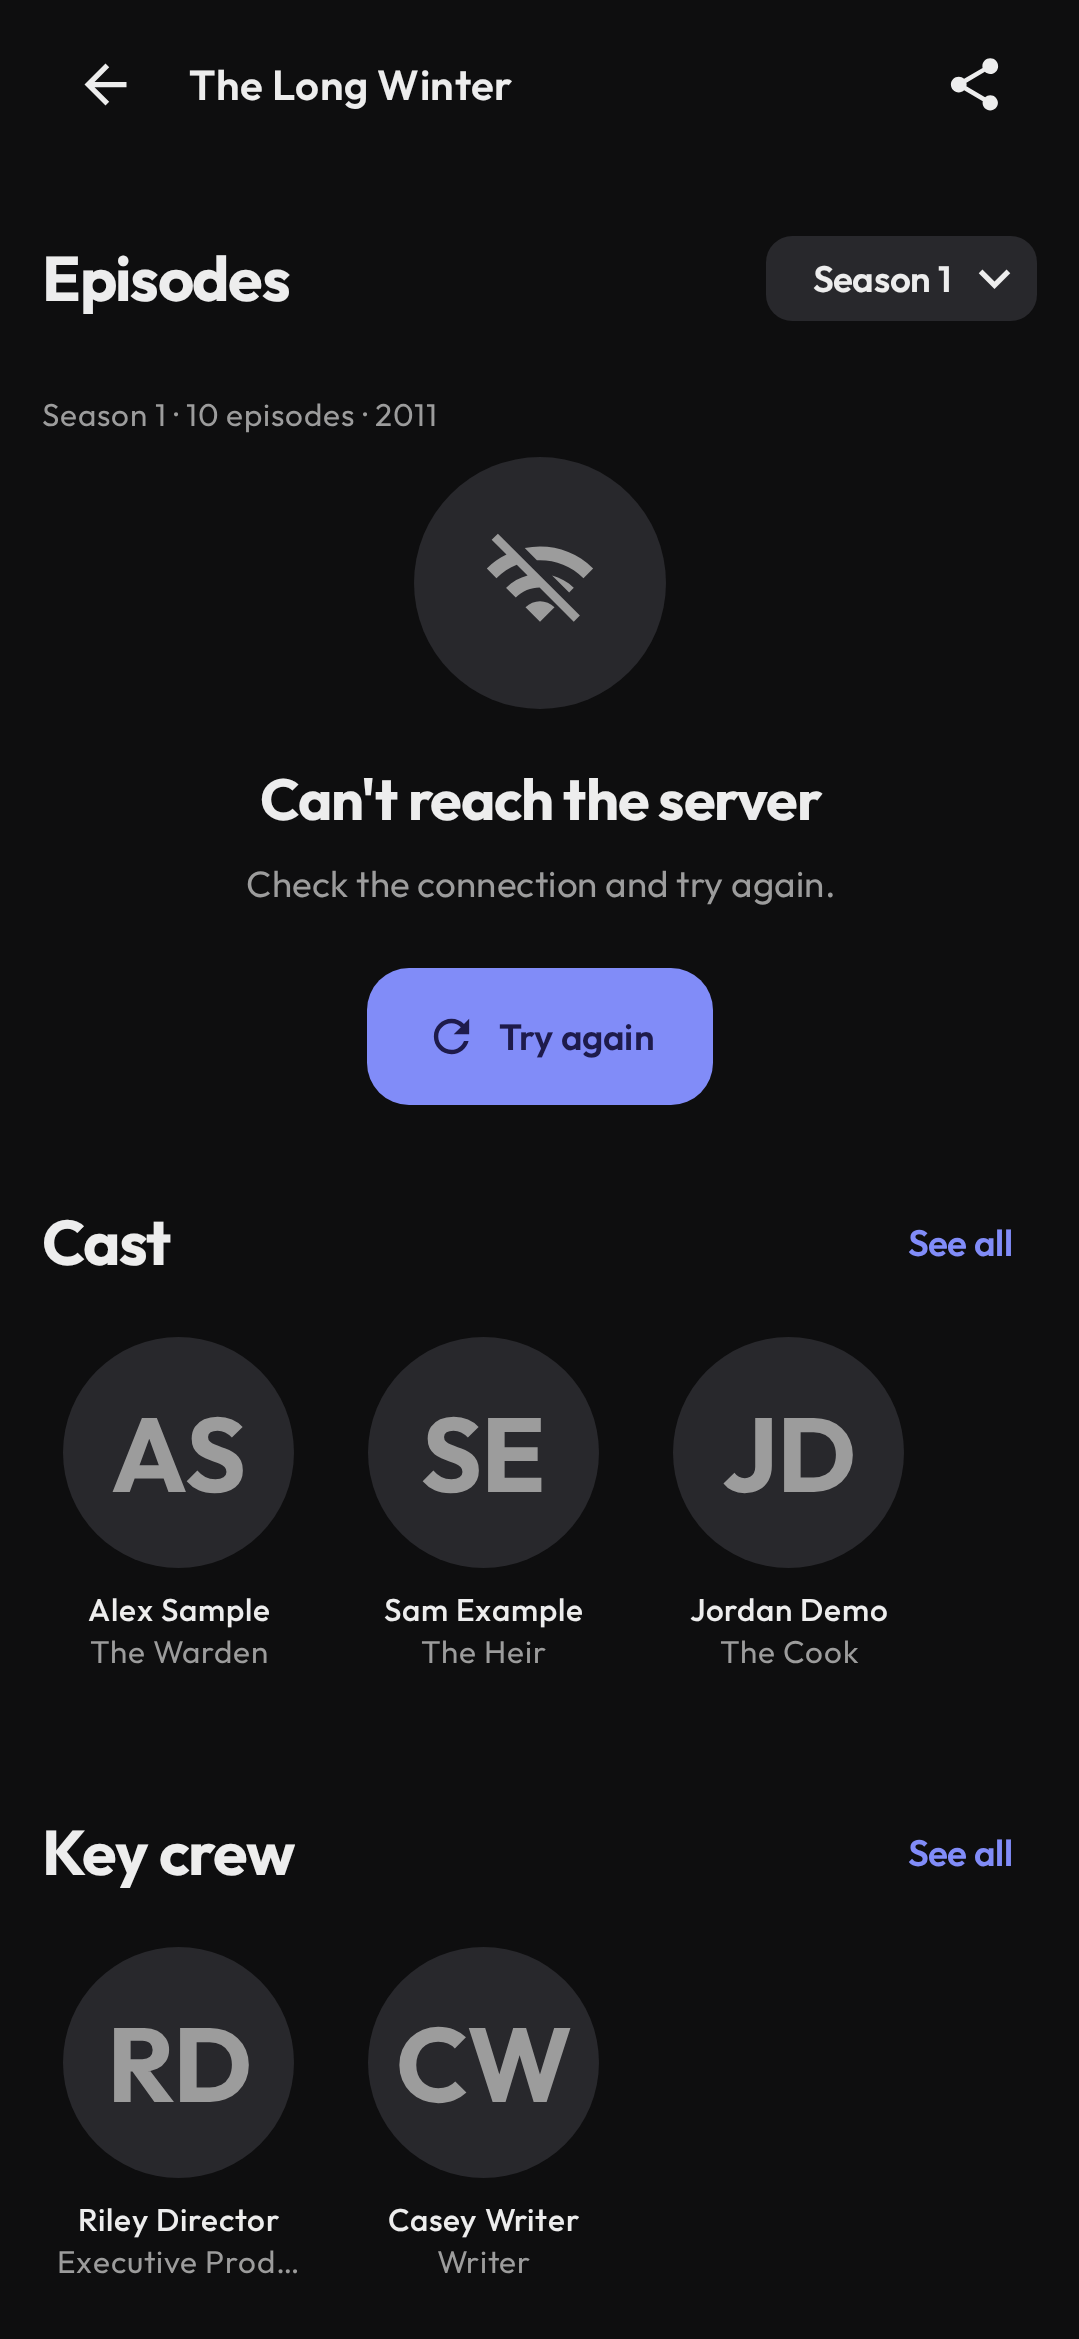 The Long Winter
Episodes
Season 1
Season 1 · 10 episodes · 2011
Can't reach the server
Check the connection and try again.
Try again
Cast
See all
AS
SE
JD
Alex Sample
Sam Example
Jordan Demo
The Warden
The Heir
The Cook
Key crew
See all
RD
CW
Riley Director
Casey Writer
Executive Prod...
Writer